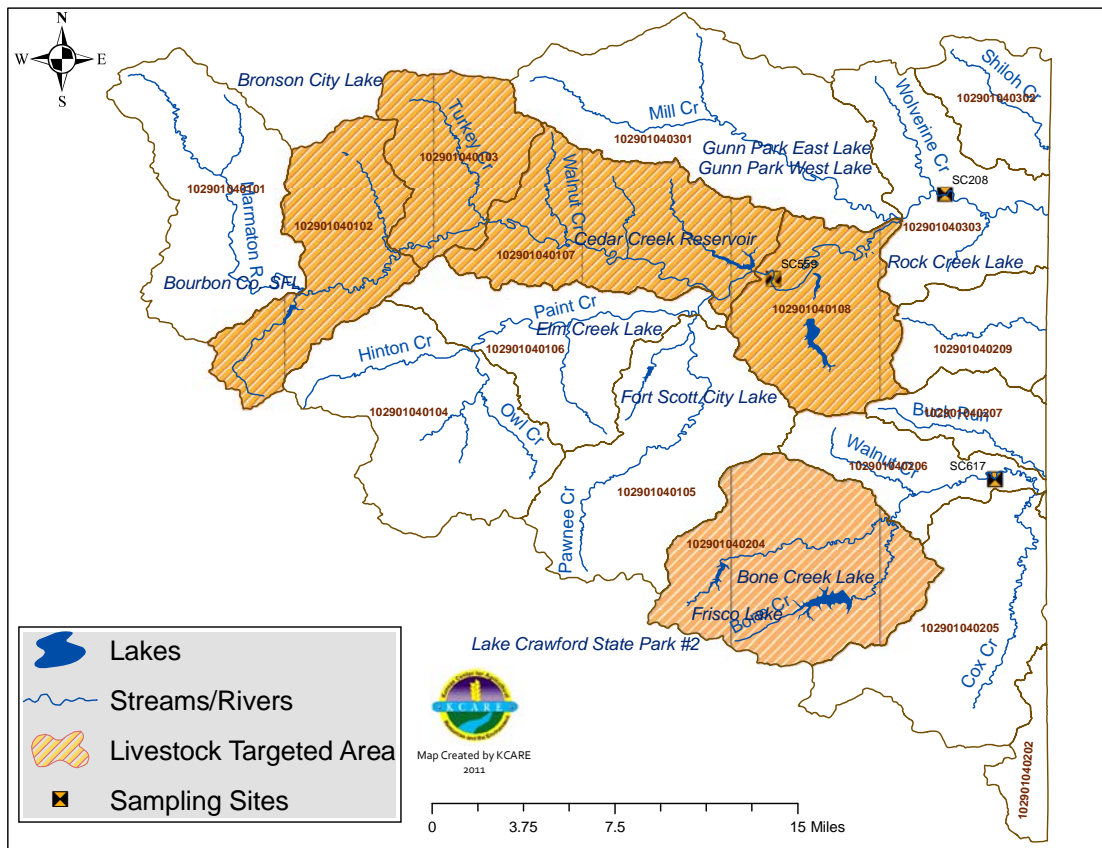 N
W
E
S
Bronson City Lake
Shiloh Cr
102901040302
Wolverine Cr
Mill Cr
102901040301
Turkey Cr
102901040103
Gunn Park East Lake
Gunn Park West Lake
Walnut Cr
SC208
102901040101
Marmaton R
102901040102
102901040303
Cedar Creek Reservoir
102901040107
SC559
Rock Creek Lake
Bourbon Co. SFL
102901040108
Paint Cr
Elm Creek Lake
102901040106
Hinton Cr
102901040209
Fort Scott City Lake
102901040104
Owl Cr
Buck Run
102901040207
Walnut Cr
102901040206
SC617
102901040105
Pawnee Cr
102901040204
Bone Creek Lake
Frisco Lake
Bone Cr
102901040205
Lake Crawford State Park #2
Cox Cr
102901040202
Lakes
Streams/Rivers
Livestock Targeted Area
Sampling Sites
KCARE
Map Created by KCARE
2011
0
3.75
7.5
15 Miles